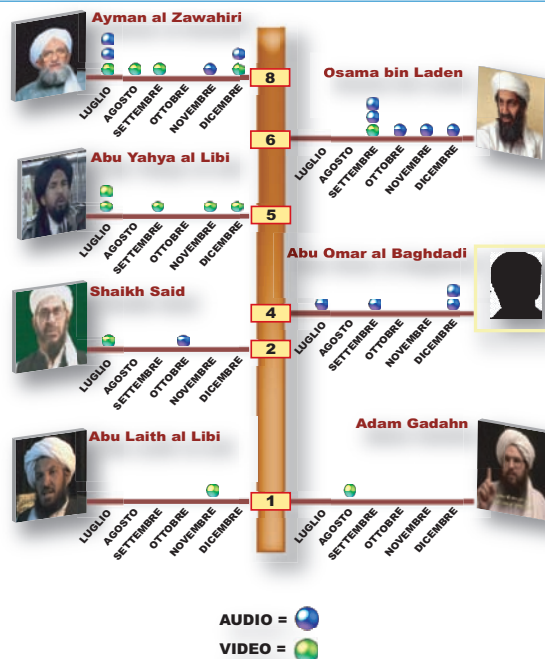 Ayman al Zawahiri
LUGLIO
AGOSTO
SETTEMBRE
OTTOBRE
NOVEMBRE
DICEMBRE
8
Osama bin Laden
6
LUGLIO
AGOSTO
SETTEMBRE
OTTOBRE
NOVEMBRE
DICEMBRE
Abu Yahya al Libi
5
LUGLIO
AGOSTO
SETTEMBRE
OTTOBRE
NOVEMBRE
DICEMBRE
Abu Omar al Baghdadi
4
LUGLIO
AGOSTO
SETTEMBRE
OTTOBRE
NOVEMBRE
DICEMBRE
Shaikh Said
2
LUGLIO
AGOSTO
SETTEMBRE
OTTOBRE
NOVEMBRE
DICEMBRE
Abu Laith al Libi
1
LUGLIO
AGOSTO
SETTEMBRE
OTTOBRE
NOVEMBRE
DICEMBRE
Adam Gadahn
LUGLIO
AGOSTO
SETTEMBRE
OTTOBRE
NOVEMBRE
DICEMBRE
AUDIO =
VIDEO =